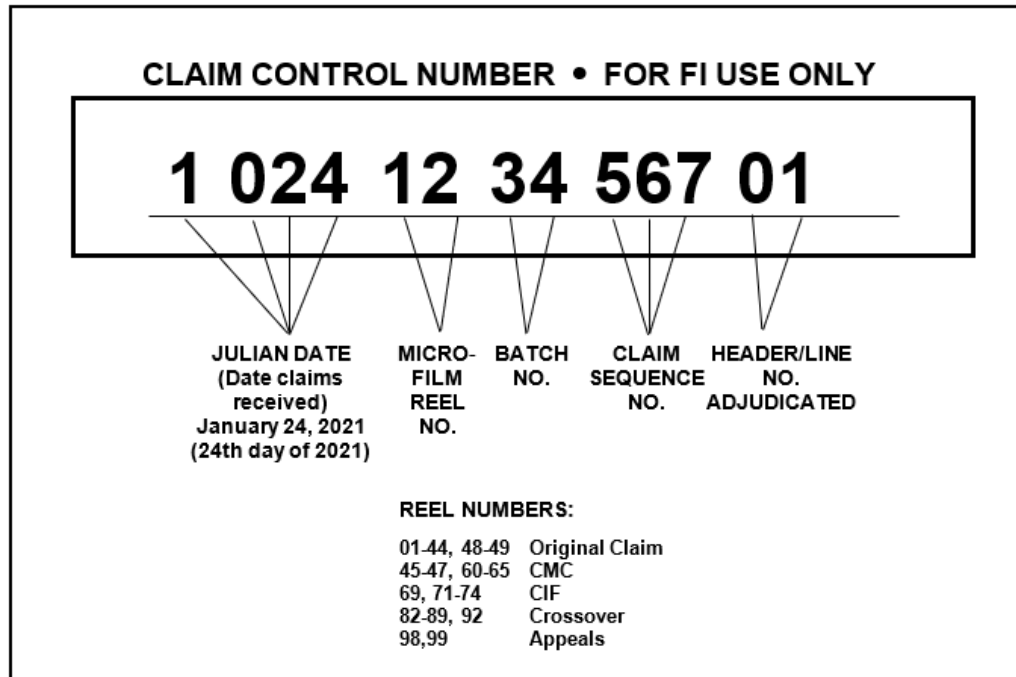 CLAIM CONTROL NUMBER • FOR FI USE ONLY
1 024 12 34 567 01
JULIAN DATE
(Date claims
received)
January 24, 2021
(24th day of 2021)
MICRO-
FILM
REEL
NO.
BATCH
NO.
CLAIM
SEQUENCE
NO.
HEADER/LINE
NO.
ADJUDICATED
REEL NUMBERS:
01-44, 48-49 Original Claim
45-47, 60-65 CMC
69, 71-74 CIF
82-89, 92 Crossover
98,99 Appeals